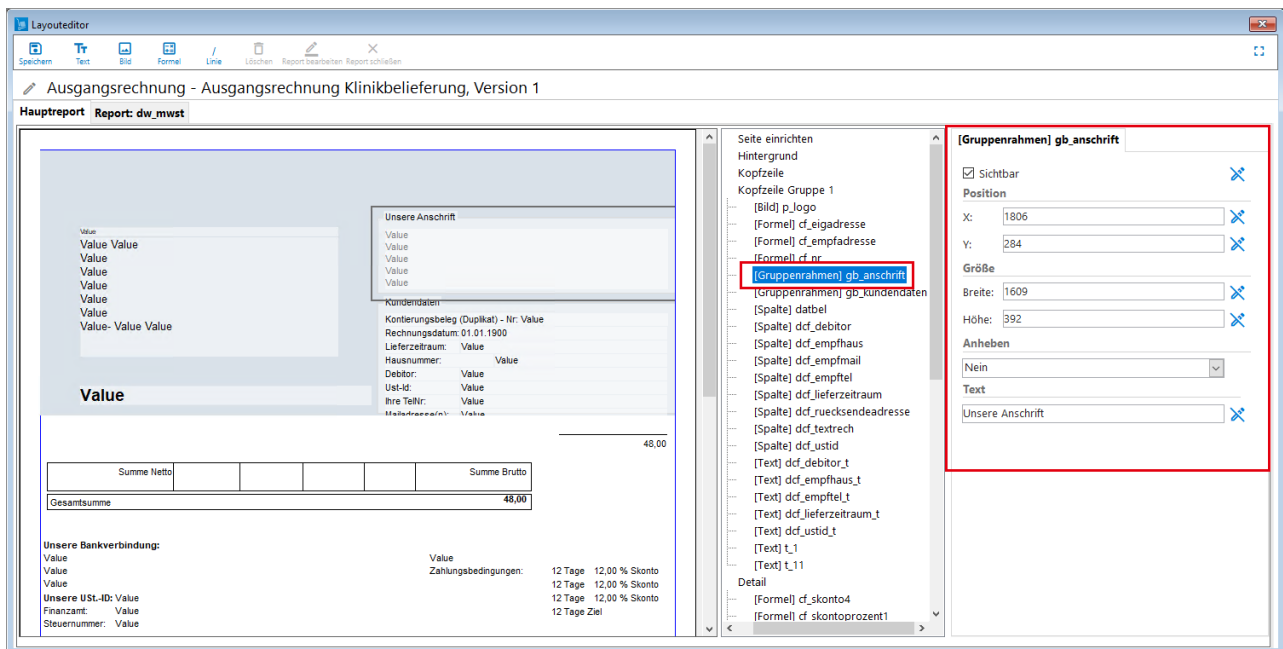 Layouteditor
Speichern Text Bild Formel Linie Löschen Report bearbeiten Report schließen
Ausgangsrechnung - Ausgangsrechnung Klinikbelieferung, Version 1
Hauptreport Report: dw_mwst
Value
Value Value
Value
Value
Value
Value
Value
Value- Value Value
Value
Unsere Anschrift
Value
Value
Value
Value
Value
Kundendaten
Kontierungsbeleg (Duplikat) - Nr: Value
Rechnungsdatum: 01.01.1900
Lieferzeitraum: Value
Hausnummer: Value
Debitor: Value
Ust-Id: Value
Ihre TelNr: Value
Mailadresse(n): Value
48,00
Summe Netto Summe Brutto
Gesamtsumme 48,00
Unsere Bankverbindung:
Value Value
Value Zahlungsbedingungen: 12 Tage 12,00 % Skonto
Value 12 Tage 12,00 % Skonto
Unsere USt.-ID: Value 12 Tage 12,00 % Skonto
Finanzamt: Value 12 Tage Ziel
Steuernummer: Value
Seite einrichten
Hintergrund
Kopfzeile
Kopfzeile Gruppe 1
[Bild] p_logo
[Formel] cf_eigadresse
[Formel] cf_empfadresse
[Formel] cf_nr
[Gruppenrahmen] gb_anschrift
[Gruppenrahmen] gb_kundendaten
[Spalte] datbel
[Spalte] dcf_debitor
[Spalte] dcf_empfhaus
[Spalte] dcf_empfmail
[Spalte] dcf_empftel
[Spalte] dcf_lieferzeitraum
[Spalte] dcf_ruecksendeadresse
[Spalte] dcf_textrech
[Spalte] dcf_ustid
[Text] dcf_debitor_t
[Text] dcf_empfhaus_t
[Text] dcf_empftel_t
[Text] dcf_lieferzeitraum_t
[Text] dcf_ustid_t
[Text] t_1
[Text] t_11
Detail
[Formel] cf_skonto4
[Formel] cf_skontoprozent1
[Gruppenrahmen] gb_anschrift
Sichtbar
Position
X: 1806
Y: 284
Größe
Breite: 1609
Höhe: 392
Anheben
Nein
Text
Unsere Anschrift